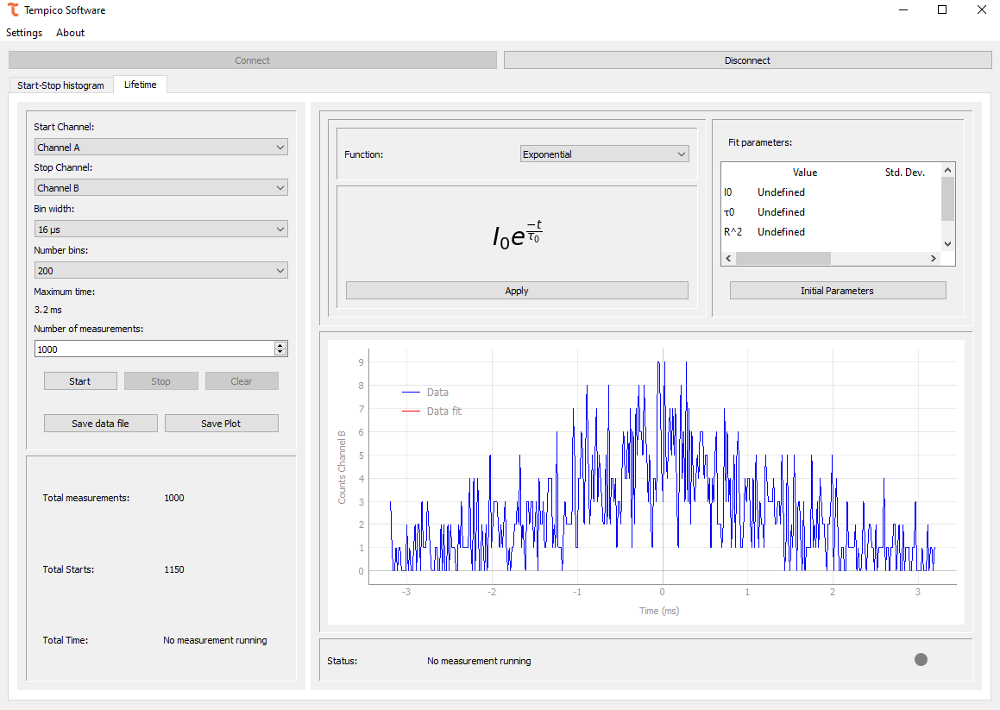 Tempico Software
Settings About
Connect Disconnect
Start-Stop histogram Lifetime
Start Channel:
Channel A
Stop Channel:
Channel B
Bin width:
16 µs
Number bins:
200
Maximum time:
3.2 ms
Number of measurements:
1000
Start Stop Clear
Save data file Save Plot
Total measurements: 1000
Total Starts: 1150
Total Time: No measurement running
Function: Exponential
I₀e^(-t/τ₀)
Apply
Fit parameters:
Value Std. Dev.
I0 Undefined
τ0 Undefined
R^2 Undefined
Initial Parameters
Data
Data fit
Counts Channel B
9
8
7
6
5
4
3
2
1
0
-3 -2 -1 0 1 2 3
Time (ms)
Status: No measurement running